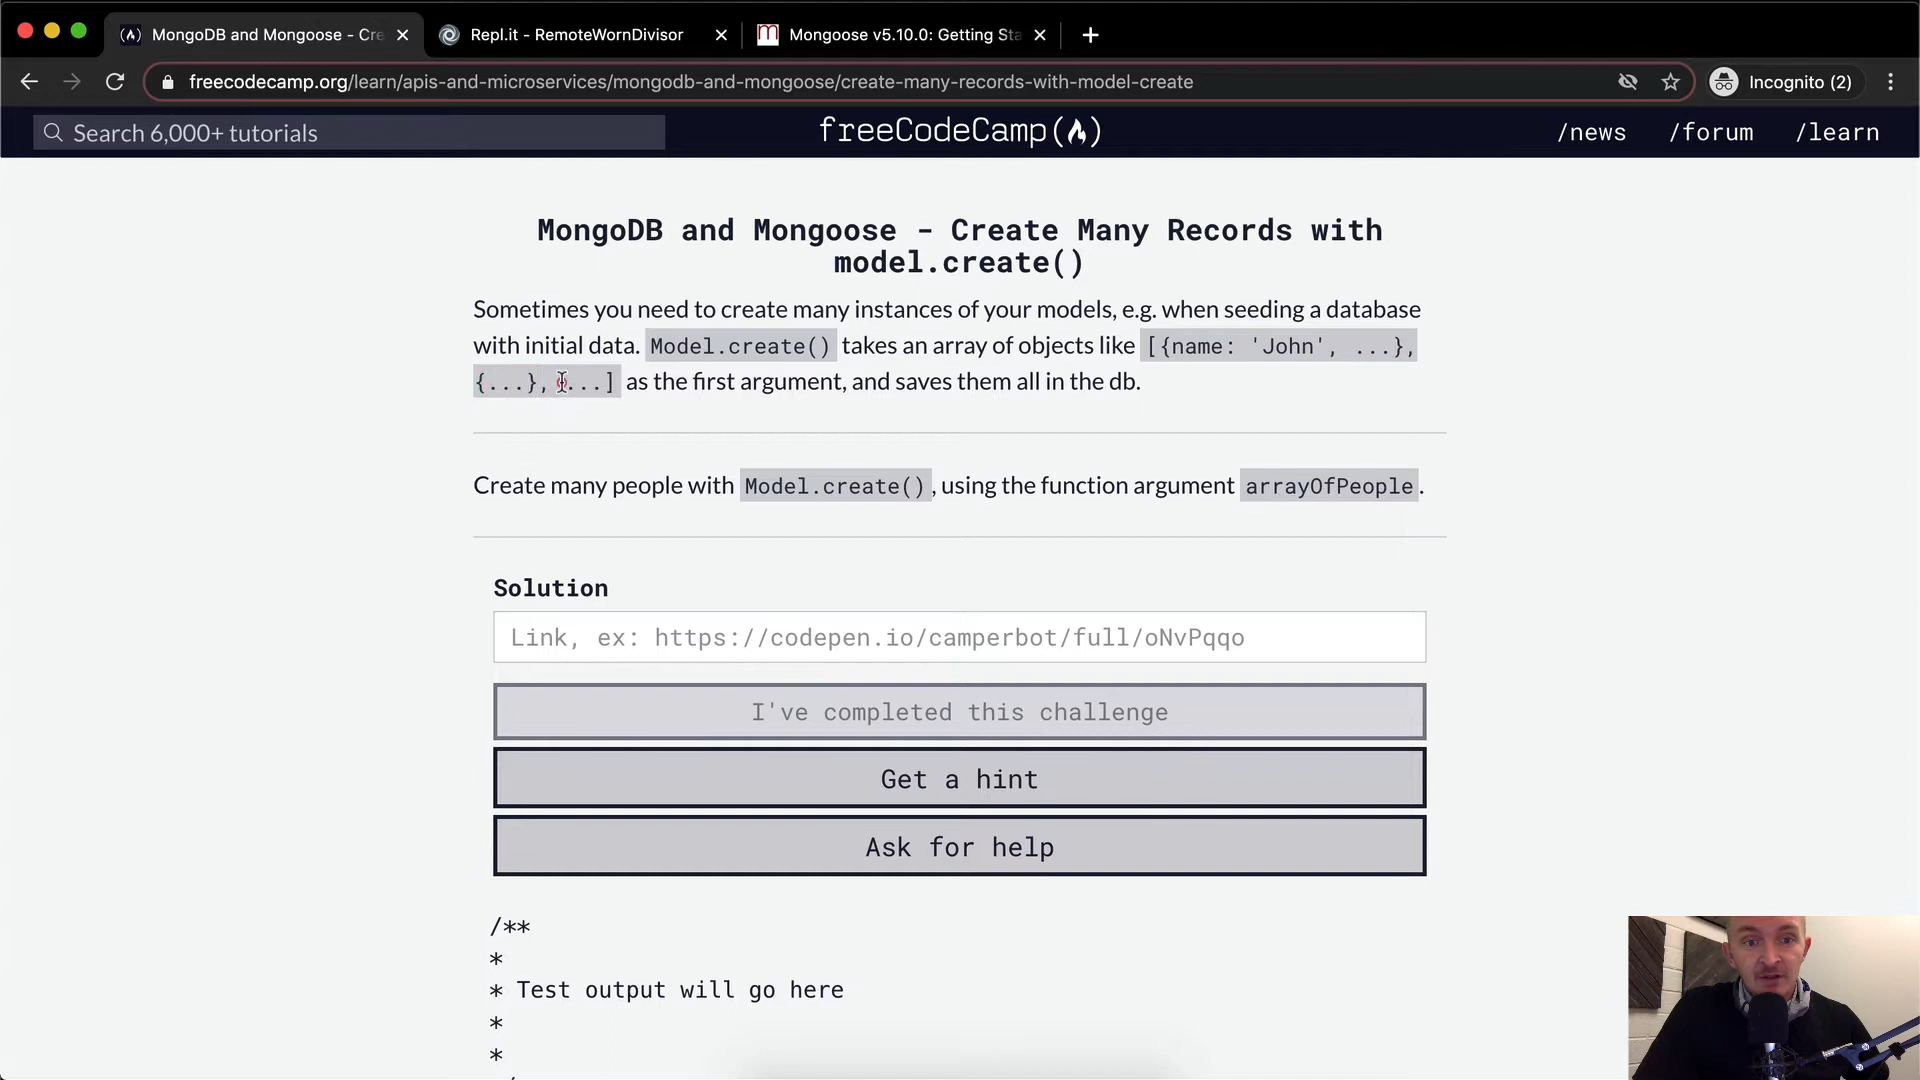 MongoDB and Mongoose - Cre
Repl.it - RemoteWornDivisor
Mongoose v5.10.0: Getting Sta
freecodecamp.org/learn/apis-and-microservices/mongodb-and-mongoose/create-many-records-with-model-create
Incognito (2)
Search 6,000+ tutorials
freeCodeCamp
/news
/forum
/learn
MongoDB and Mongoose - Create Many Records with
model.create()
Sometimes you need to create many instances of your models, e.g. when seeding a database
with initial data. Model.create() takes an array of objects like [{name: 'John', ...},
{...}, ...] as the first argument, and saves them all in the db.
Create many people with Model.create(), using the function argument arrayOfPeople.
Solution
Link, ex: https://codepen.io/camperbot/full/oNvPqqo
I've completed this challenge
Get a hint
Ask for help
/**
*
* Test output will go here
*
*